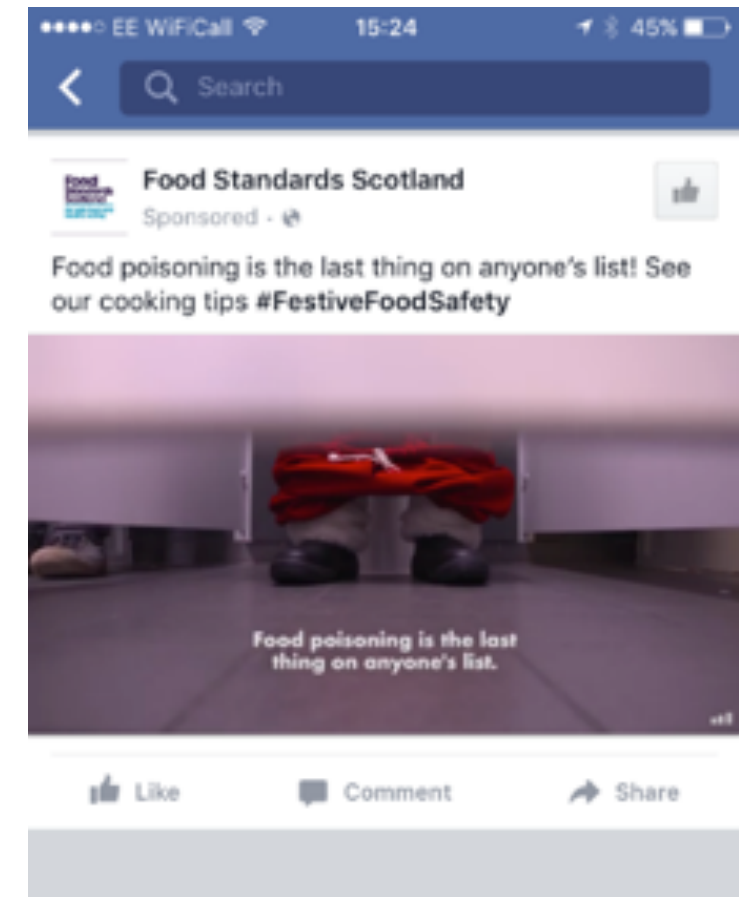 EE WiFiCall 15:24 45%
Search
Food Standards Scotland
Sponsored
Food poisoning is the last thing on anyone's list! See
our cooking tips #FestiveFoodSafety
Food poisoning is the last
thing on anyone's list.
Like Comment Share